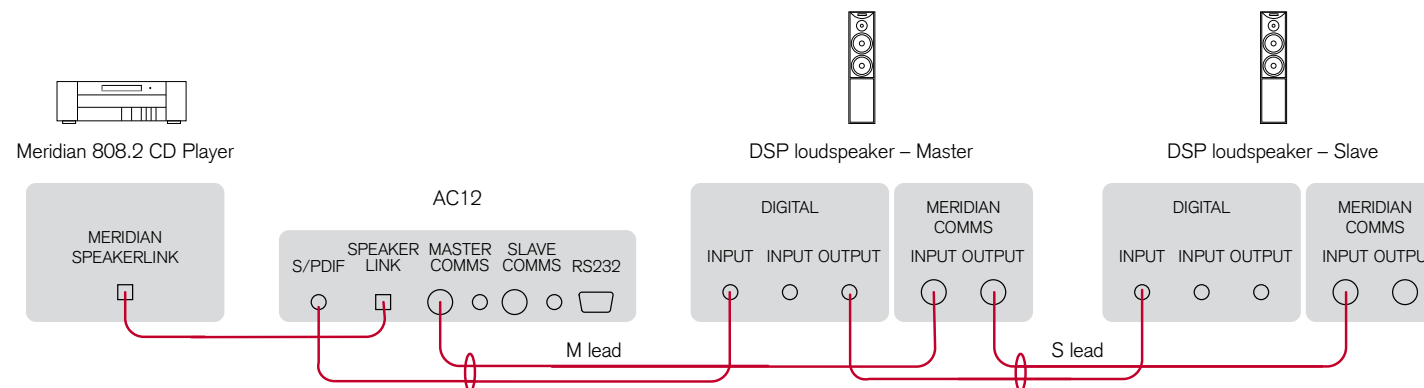 Meridian 808.2 CD Player
DSP loudspeaker – Master
DSP loudspeaker – Slave
AC12
MERIDIAN
SPEAKERLINK
S/PDIF
SPEAKER
LINK
MASTER
COMMS
SLAVE
COMMS
RS232
DIGITAL
INPUT
INPUT
OUTPUT
MERIDIAN
COMMS
INPUT
OUTPUT
DIGITAL
INPUT
INPUT
OUTPUT
MERIDIAN
COMMS
INPUT
OUTPU
M lead
S lead